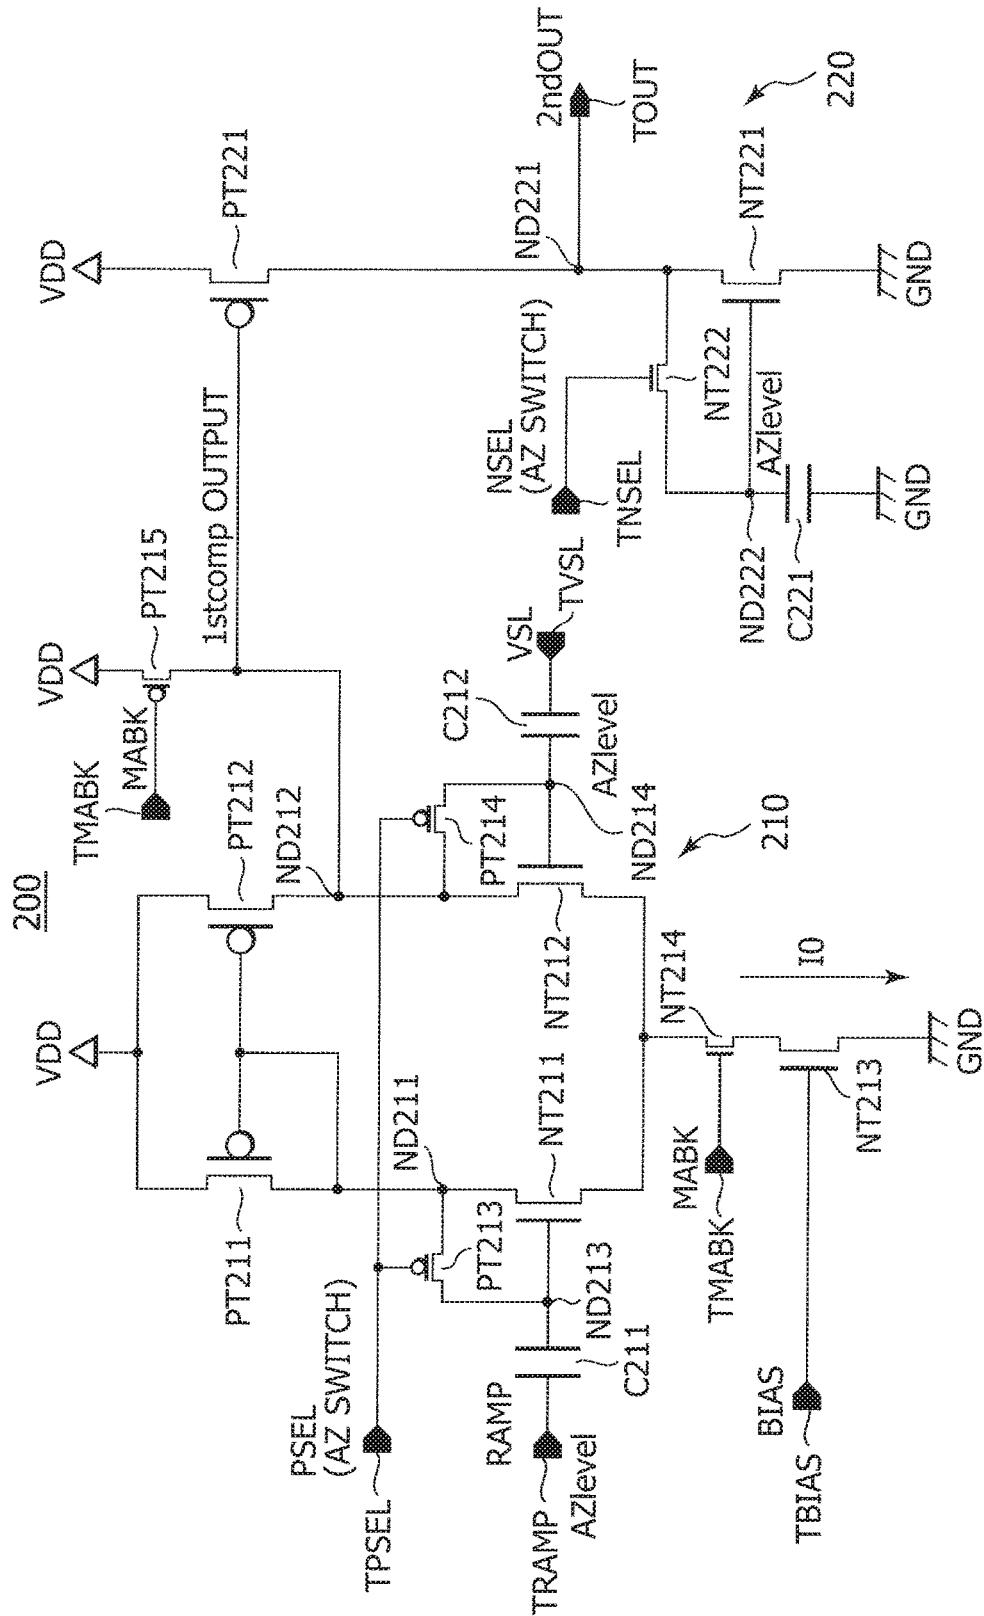 200
VDD
VDD
VDD
TMABK
MABK
PT215
PT211
PT212
ND212
1stcomp OUTPUT
PT221
PSEL
(AZ SWITCH)
TPSEL
ND211
PT213
PT214
NSEL
(AZ SWITCH)
TNSEL
ND221
2ndOUT
TOUT
RAMP
TRAMP
AZlevel
C211
ND213
NT211
NT212
ND214
AZlevel
C212
VSL
TVSL
NT222
AZlevel
ND222
C221
NT221
220
210
GND
GND
MABK
TMABK
NT214
I0
BIAS
TBIAS
NT213
GND